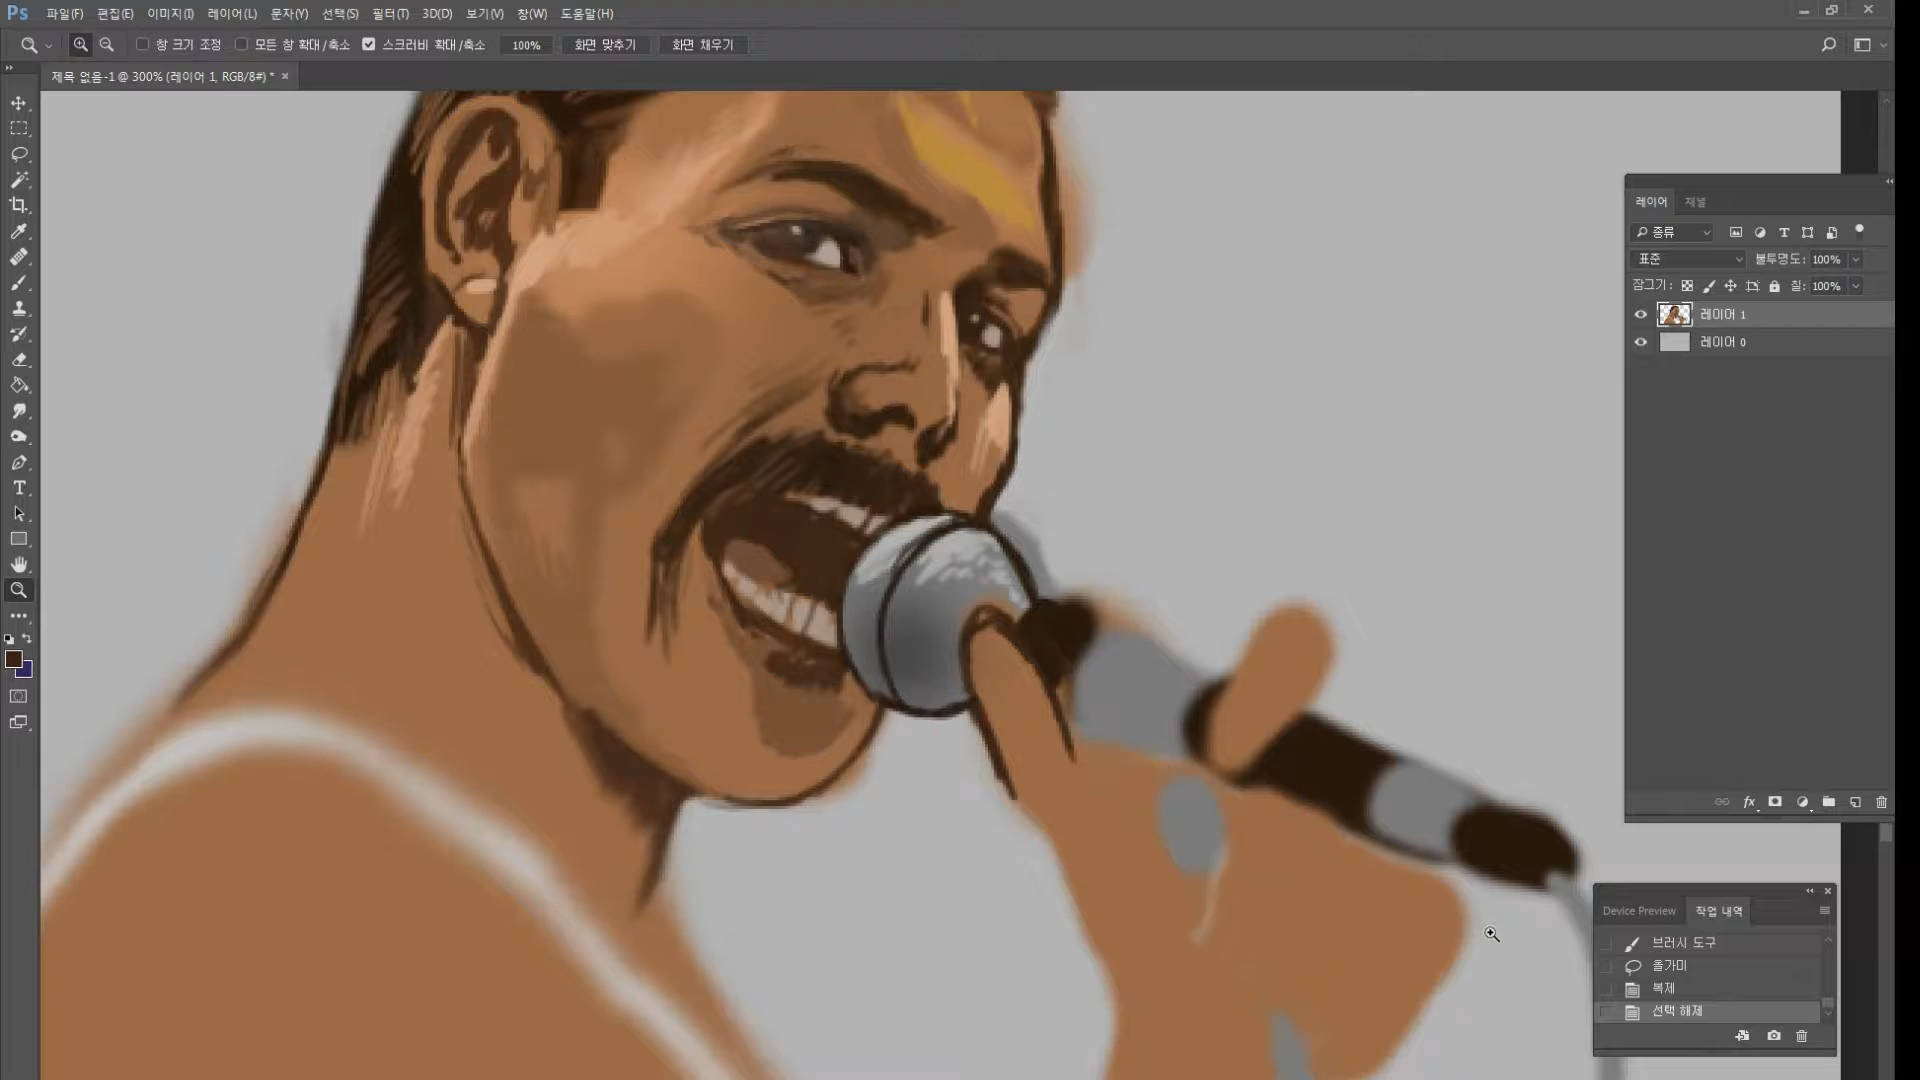 Ps 파일(F) 편집(E) 이미지(I) 레이어(L) 문자(Y) 선택(S) 필터(T) 3D(D) 보기(V) 창(W) 도움말(H)
창 크기 조정 모든 창 확대/축소 스크러비 확대/축소 100% 화면 맞추기 화면 채우기
제목 없음-1 @ 300% (레이어 1, RGB/8#) * ×
레이어 채널
종류
표준 불투명도: 100%
잠그기: 칠: 100%
레이어 1
레이어 0
fx
Device Preview 작업 내역
브러시 도구
올가미
복제
선택 해제